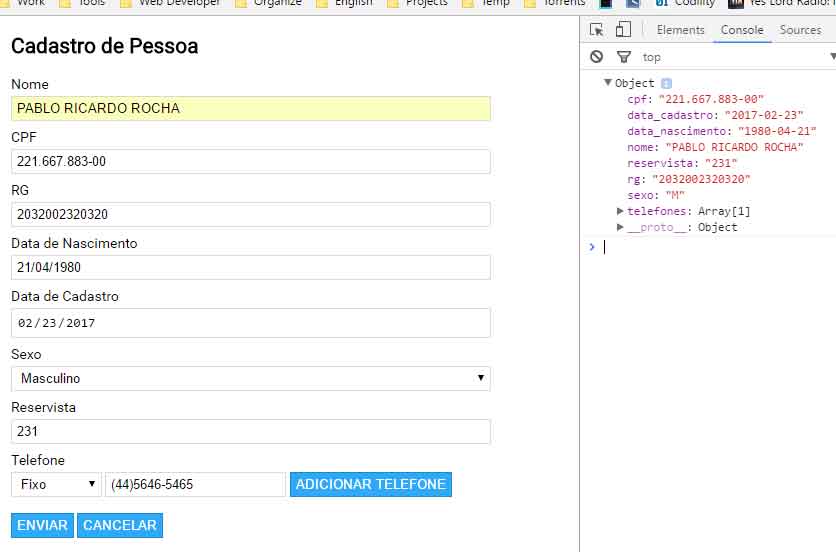 Work Tools Web Developer Organize English Projects Temp Torrents Codility Yes Lord Radio:
Cadastro de Pessoa
Nome
PABLO RICARDO ROCHA
CPF
221.667.883-00
RG
2032002320320
Data de Nascimento
21/04/1980
Data de Cadastro
02/23/2017
Sexo
Masculino
Reservista
231
Telefone
Fixo (44)5646-5465 ADICIONAR TELEFONE
ENVIAR CANCELAR
Elements Console Sources
top
Object i
cpf: "221.667.883-00"
data_cadastro: "2017-02-23"
data_nascimento: "1980-04-21"
nome: "PABLO RICARDO ROCHA"
reservista: "231"
rg: "2032002320320"
sexo: "M"
telefones: Array[1]
__proto__: Object